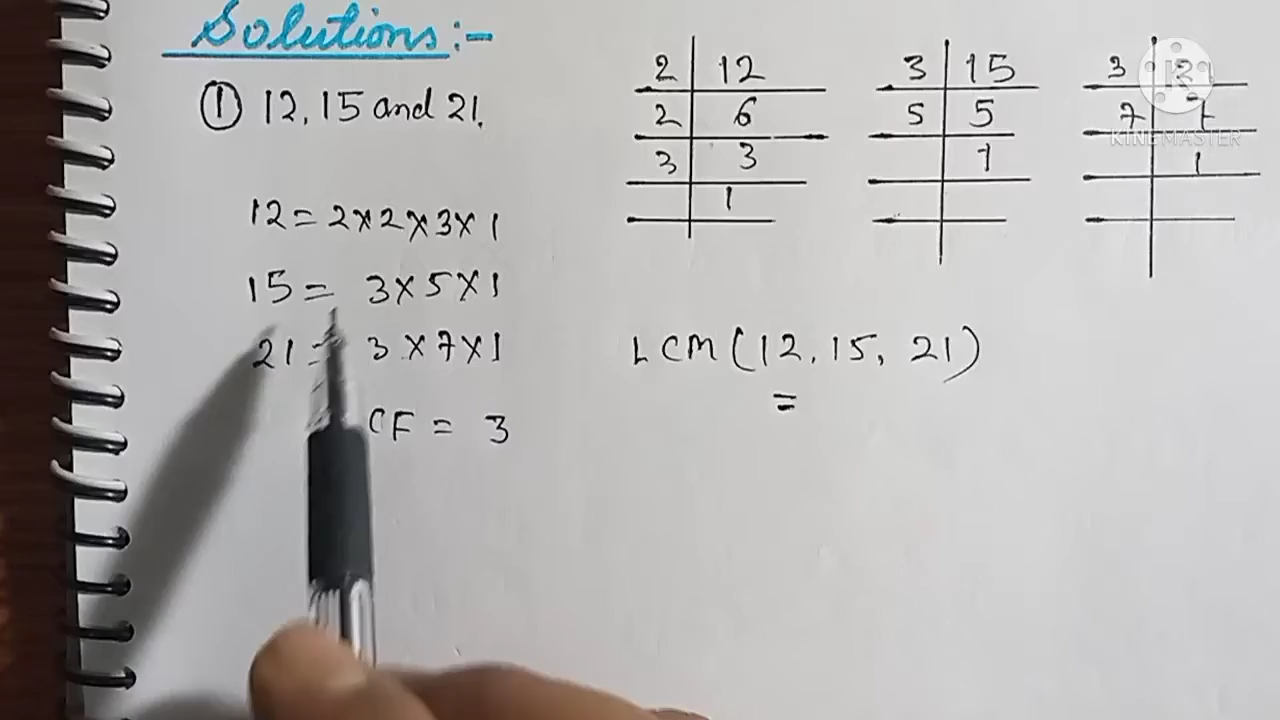 Solutions:-
① 12, 15 and 21.
12 = 2×2×3×1
15 = 3×5×1
21 = 3×7×1
CF = 3
2 12
2 6
3 3
1
3 15
5 5
1
3 21
7 7
1
KINEMASTER
LCM (12, 15, 21)
=